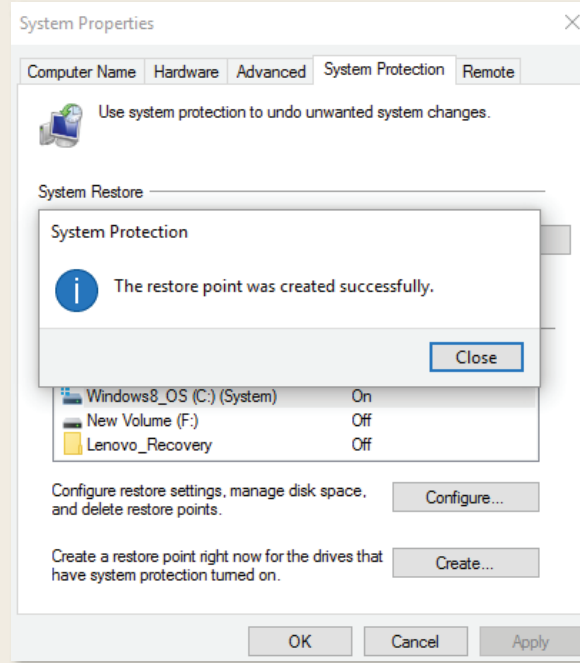 System Properties
Computer Name Hardware Advanced System Protection Remote
Use system protection to undo unwanted system changes.
System Restore
System Protection
The restore point was created successfully.
Close
Windows8_OS (C:) (System) On
New Volume (F:) Off
Lenovo_Recovery Off
Configure restore settings, manage disk space,
and delete restore points.
Configure...
Create a restore point right now for the drives that
have system protection turned on.
Create...
OK Cancel Apply